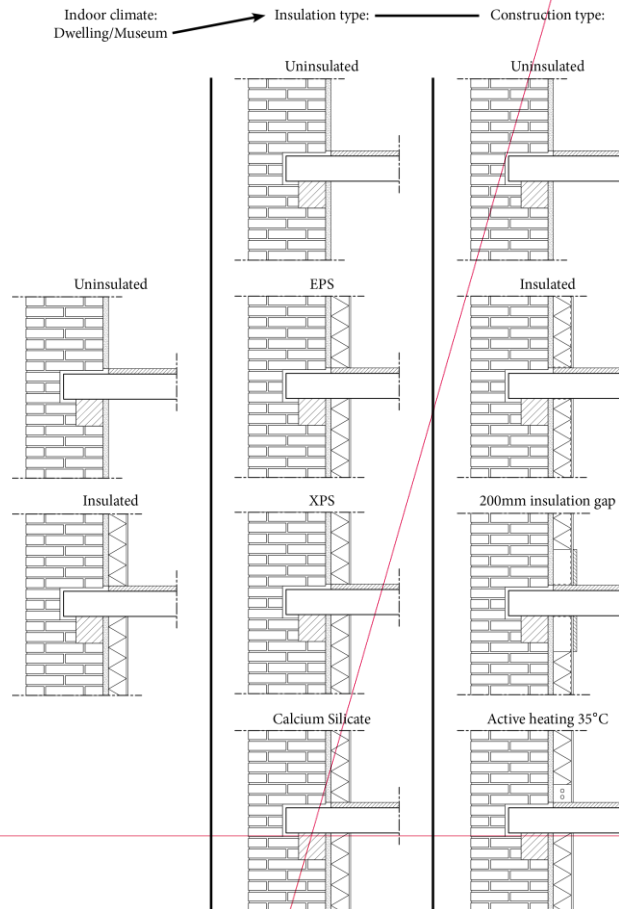 Indoor climate:
Dwelling/Museum
Insulation type:
Construction type:
Uninsulated
Insulated
Uninsulated
EPS
XPS
Calcium Silicate
Uninsulated
Insulated
200mm insulation gap
Active heating 35°C